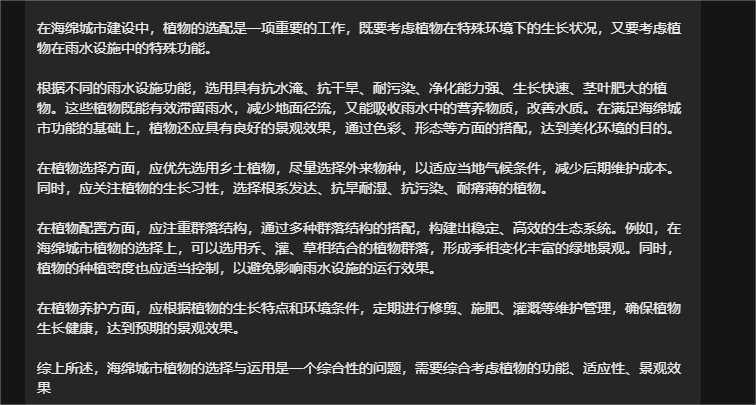 在海绵城市建设中，植物的选配是一项重要的工作，既要考虑植物在特殊环境下的生长状况，又要考虑植
物在雨水设施中的特殊功能。
根据不同的雨水设施功能，选用具有抗水淹、抗干旱、耐污染、净化能力强、生长快速、茎叶肥大的植
物。这些植物既能有效滞留雨水，减少地面径流，又能吸收雨水中的营养物质，改善水质。在满足海绵城
市功能的基础上，植物还应具有良好的景观效果，通过色彩、形态等方面的搭配，达到美化环境的目的。
在植物选择方面，应优先选用乡土植物，尽量选择外来物种，以适应当地气候条件，减少后期维护成本。
同时，应关注植物的生长习性，选择根系发达、抗旱耐湿、抗污染、耐瘠薄的植物。
在植物配置方面，应注重群落结构，通过多种群落结构的搭配，构建出稳定、高效的生态系统。例如，在
海绵城市植物的选择上，可以选用乔、灌、草相结合的植物群落，形成季相变化丰富的绿地景观。同时，
植物的种植密度也应适当控制，以避免影响雨水设施的运行效果。
在植物养护方面，应根据植物的生长特点和环境条件，定期进行修剪、施肥、灌溉等维护管理，确保植物
生长健康，达到预期的景观效果。
综上所述，海绵城市植物的选择与运用是一个综合性的问题，需要综合考虑植物的功能、适应性、景观效
果